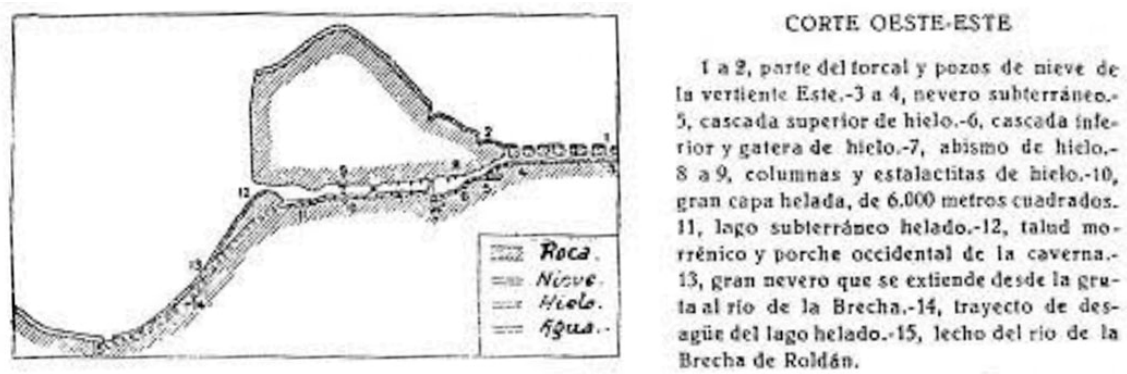 CORTE OESTE-ESTE
1 a 2, parte del forcal y pozos de nieve de
la vertiente Este.-3 a 4, nevero subterráneo.-
5, cascada superior de hielo.-6, cascada infe-
rior y gatera de hielo.-7, abismo de hielo.-
8 a 9, columnas y estalactitas de hielo.-10,
gran capa helada, de 6.000 metros cuadrados.
11, lago subterráneo helado.-12, talud mo-
rrénico y porche occidental de la caverna.-
13, gran nevero que se extiende desde la gru-
ta al río de la Brecha.-14, trayecto de des-
agüe del lago helado.-15, lecho del río de la
Brecha de Roldán.
1
2
12
13
Roca.
Nieve.
Hielo.
Agua.-